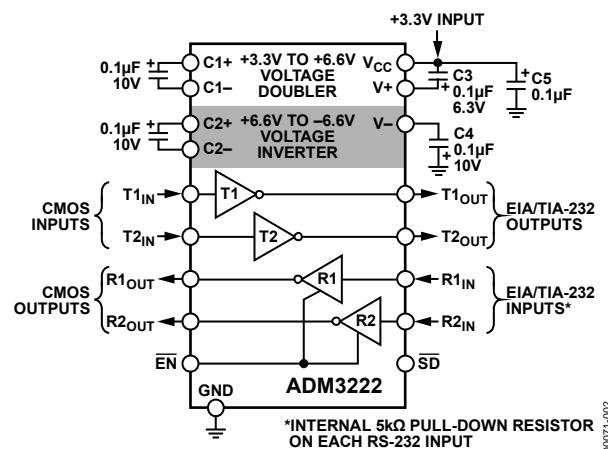 +3.3V INPUT
0.1µF
10V
C1+
C1–
+3.3V TO +6.6V
VOLTAGE
DOUBLER
VCC
V+
C3
0.1µF
6.3V
C5
0.1µF
0.1µF
10V
C2+
C2–
+6.6V TO –6.6V
VOLTAGE
INVERTER
V–
C4
0.1µF
10V
CMOS
INPUTS
T1IN
T1
T1OUT
T2IN
T2
T2OUT
EIA/TIA-232
OUTPUTS
CMOS
OUTPUTS
R1OUT
R1
R1IN
R2OUT
R2
R2IN
EIA/TIA-232
INPUTS*
EN
SD
GND
ADM3222
*INTERNAL 5kΩ PULL-DOWN RESISTOR
ON EACH RS-232 INPUT
00071-002